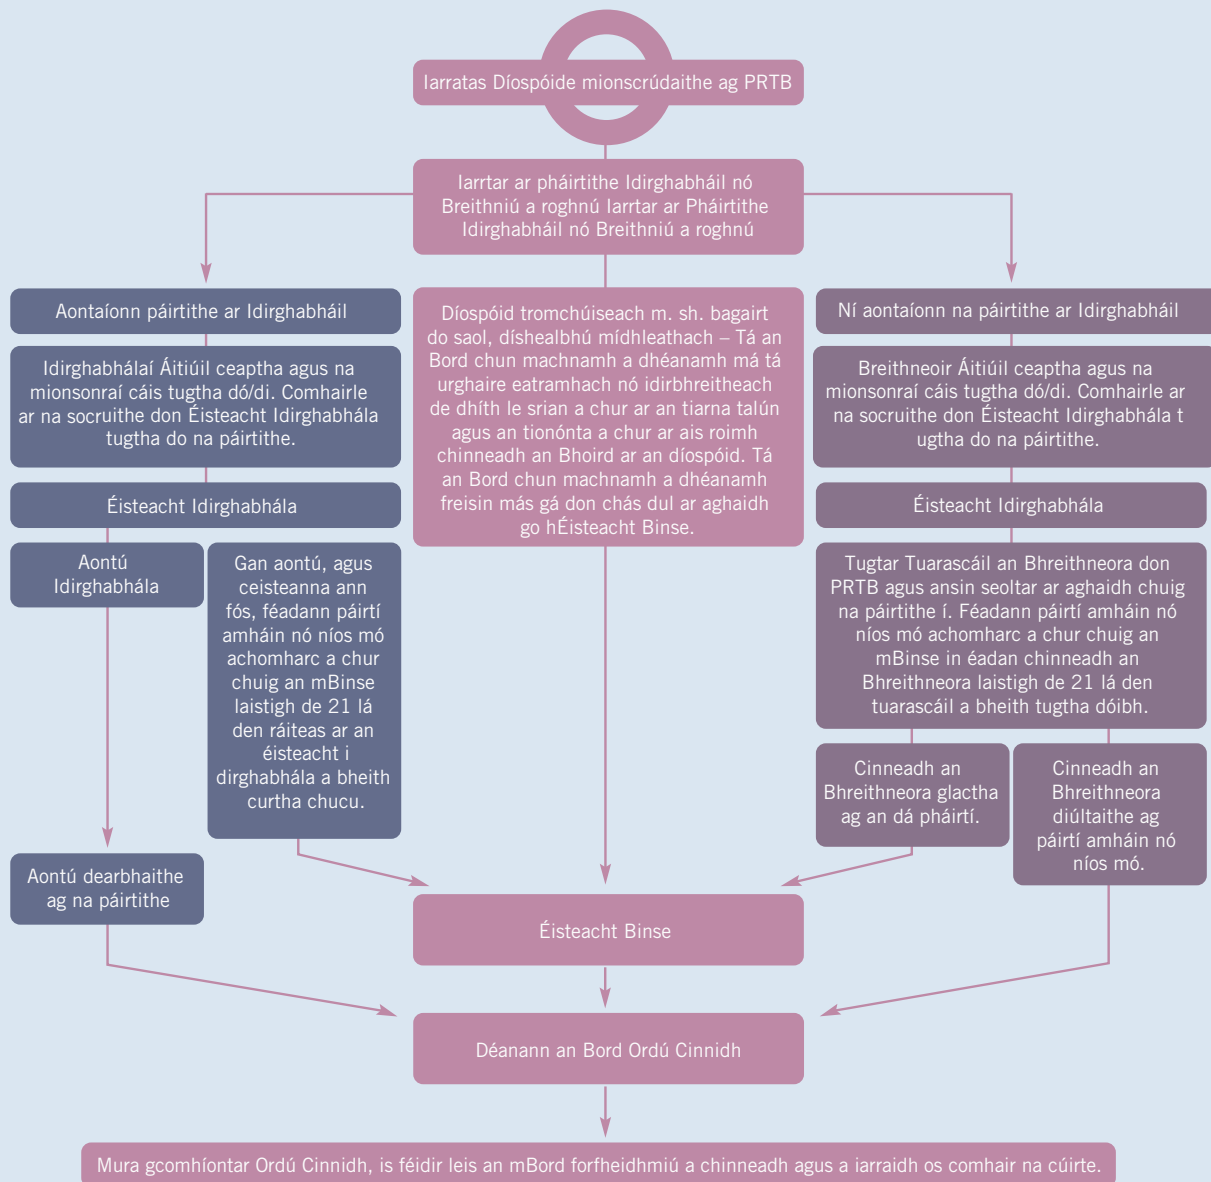 Iarratas Díospóide mionscrúdaithe ag PRTB
Iarrtar ar pháirtithe Idirghabháil nó
Breithniú a roghnú Iarrtar ar Pháirtithe
Idirghabháil nó Breithniú a roghnú
Aontaíonn páirtithe ar Idirghabháil
Idirghabhálaí Áitiúil ceaptha agus na
mionsonraí cáis tugtha dó/di. Comhairle
ar na socruithe don Éisteacht Idirghabhála
tugtha do na páirtithe.
Éisteacht Idirghabhála
Aontú
Idirghabhála
Gan aontú, agus
ceisteanna ann
fós, féadann páirtí
amháin nó níos mó
achomharc a chur
chuig an mBinse
laistigh de 21 lá
den ráiteas ar an
éisteacht i
dirghabhála a bheith
curtha chucu.
Aontú dearbhaithe
ag na páirtithe
Díospóid tromchúiseach m. sh. bagairt
do saol, díshealbhú mídhleathach – Tá an
Bord chun machnamh a dhéanamh má tá
urghaire eatramhach nó idirbhreitheach
de dhíth le srian a chur ar an tiarna talún
agus an tionónta a chur ar ais roimh
chinneadh an Bhoird ar an díospóid. Tá
an Bord chun machnamh a dhéanamh
freisin más gá don chás dul ar aghaidh
go hÉisteacht Binse.
Ní aontaíonn na páirtithe ar Idirghabháil
Breithneoir Áitiúil ceaptha agus na
mionsonraí cáis tugtha dó/di. Comhairle ar
na socruithe don Éisteacht Idirghabhála t
ugtha do na páirtithe.
Éisteacht Idirghabhála
Tugtar Tuarascáil an Bhreithneora don
PRTB agus ansin seoltar ar aghaidh chuig
na páirtithe í. Féadann páirtí amháin nó
níos mó achomharc a chur chuig an
mBinse in éadan chinneadh an
Bhreithneora laistigh de 21 lá den
tuarascáil a bheith tugtha dóibh.
Cinneadh an
Bhreithneora glactha
ag an dá pháirtí.
Cinneadh an
Bhreithneora
diúltaithe ag
páirtí amháin nó
níos mó.
Éisteacht Binse
Déanann an Bord Ordú Cinnidh
Mura gcomhíontar Ordú Cinnidh, is féidir leis an mBord forfheidhmiú a chinneadh agus a iarraidh os comhair na cúirte.